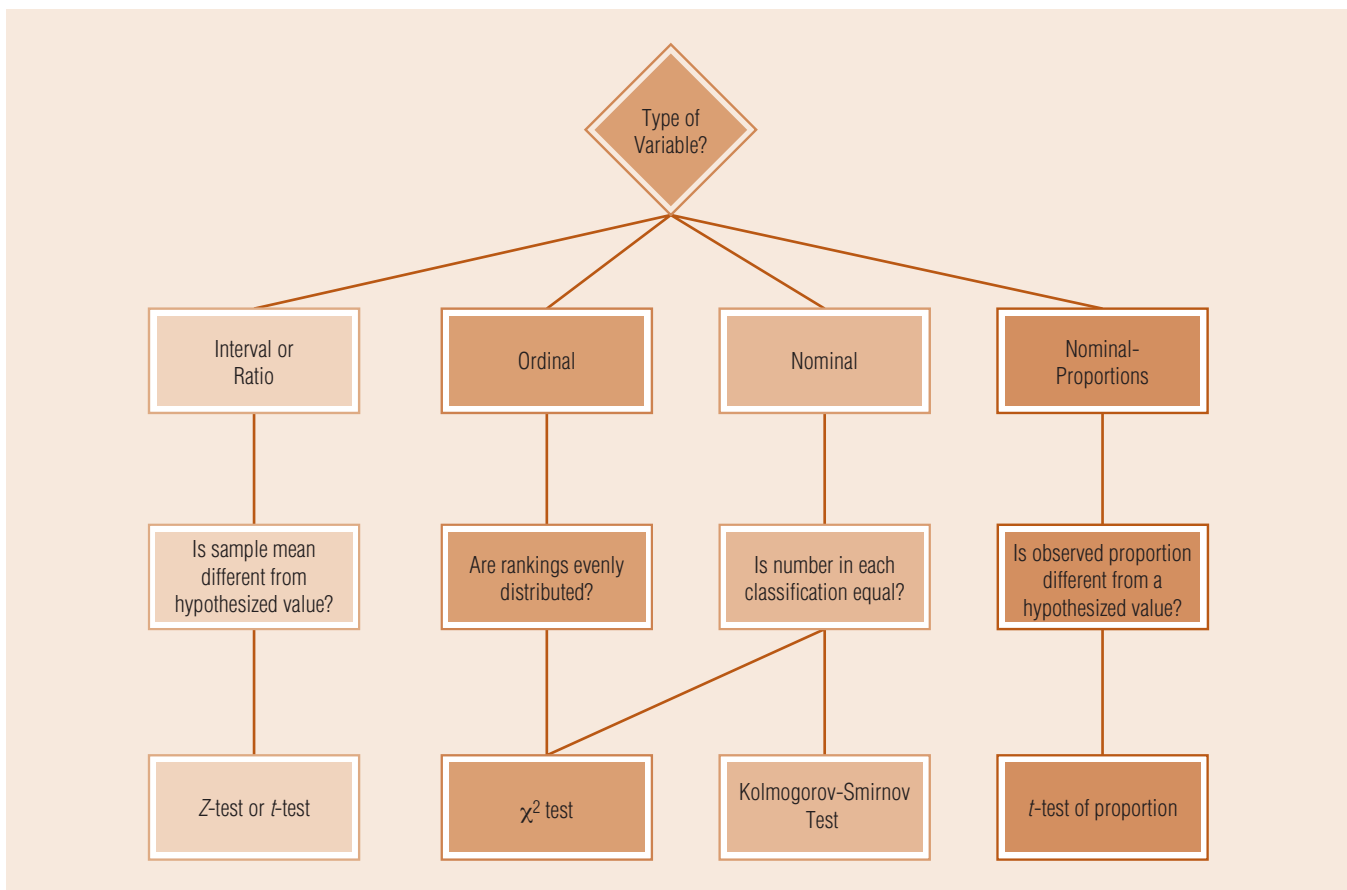 Type of
Variable?
Interval or
Ratio
Ordinal
Nominal
Nominal-
Proportions
Is sample mean
different from
hypothesized value?
Are rankings evenly
distributed?
Is number in each
classification equal?
Is observed proportion
different from a
hypothesized value?
Z-test or t-test
χ² test
Kolmogorov-Smirnov
Test
t-test of proportion